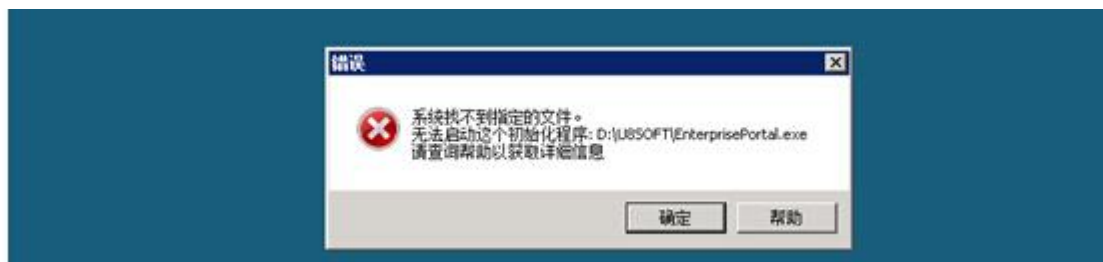 错误
系统找不到指定的文件。
无法启动这个初始化程序: D:\U8SOFT\EnterprisePortal.exe
请查询帮助以获取详细信息
确定
帮助